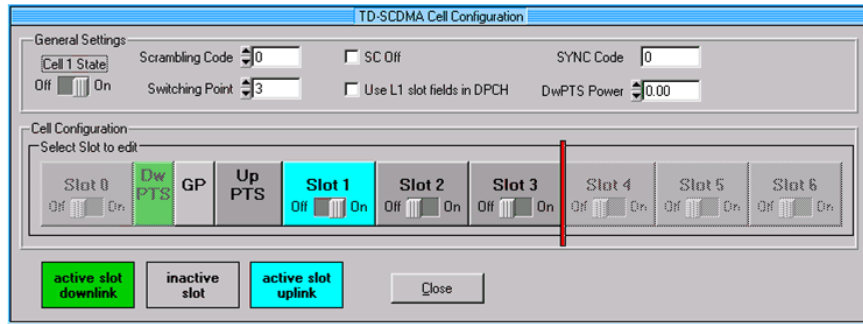 TD-SCDMA Cell Configuration
General Settings
Cell 1 State
Off On
Scrambling Code 0
Switching Point 3
SC Off
Use L1 slot fields in DPCH
SYNC Code 0
DwPTS Power 0.00
Cell Configuration
Select Slot to edit
Slot 0
Off On
Dw
PTS
GP
Up
PTS
Slot 1
Off On
Slot 2
Off On
Slot 3
Off On
Slot 4
Off On
Slot 5
Off On
Slot 6
Off On
active slot
downlink
inactive
slot
active slot
uplink
Close